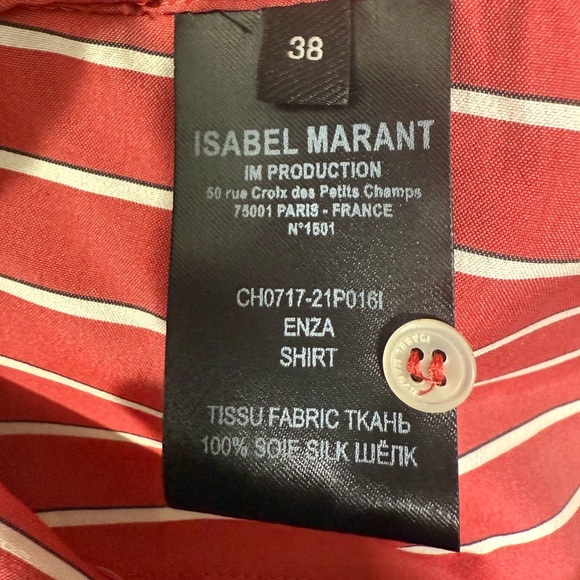 38
ISABEL MARANT
IM PRODUCTION
50 rue Croix des Petits Champs
75001 PARIS - FRANCE
N°1501
CH0717-21P016I
ENZA
SHIRT
TISSU FABRIC ТКАНЬ
100% SOIE SILK ШЁЛК